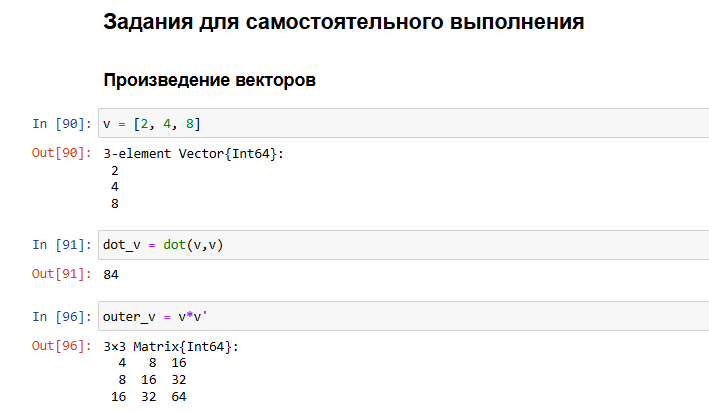 Задания для самостоятельного выполнения
Произведение векторов
In [90]: v = [2, 4, 8]
Out[90]: 3-element Vector{Int64}:
2
4
8
In [91]: dot_v = dot(v,v)
Out[91]: 84
In [96]: outer_v = v*v'
Out[96]: 3×3 Matrix{Int64}:
4 8 16
8 16 32
16 32 64